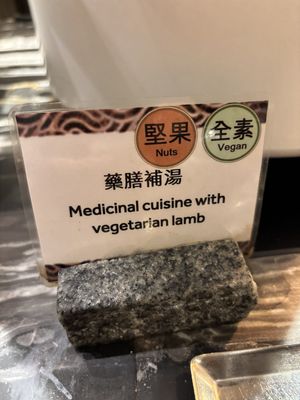 堅果
Nuts
全素
Vegan
藥膳補湯
Medicinal cuisine with
vegetarian lamb